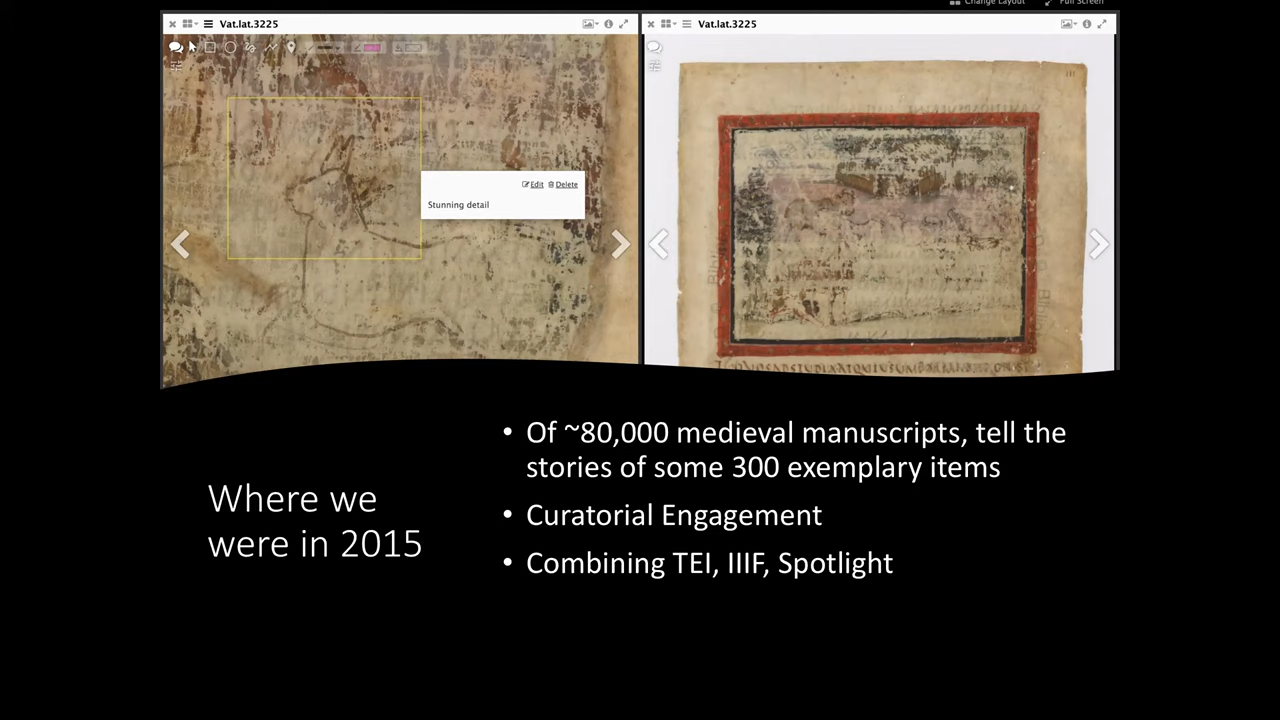 Change Layout Full Screen
Vat.lat.3225
Vat.lat.3225
Edit Delete
Stunning detail
Where we
were in 2015
• Of ~80,000 medieval manuscripts, tell the
stories of some 300 exemplary items
• Curatorial Engagement
• Combining TEI, IIIF, Spotlight